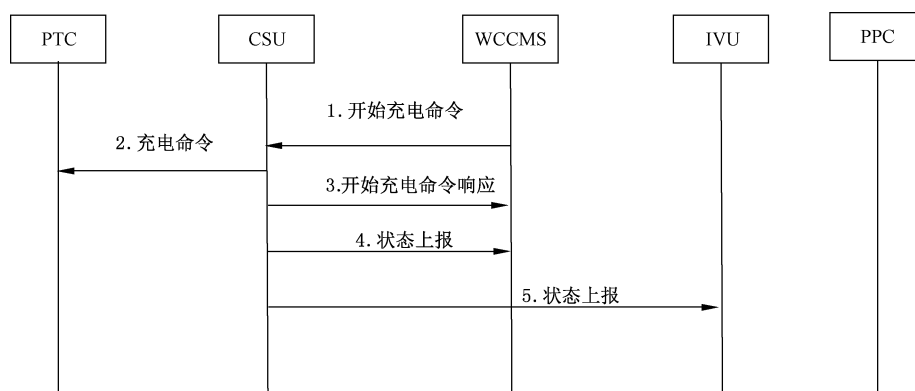 PTC
CSU
WCCMS
IVU
PPC
1.开始充电命令
2.充电命令
3.开始充电命令响应
4.状态上报
5.状态上报